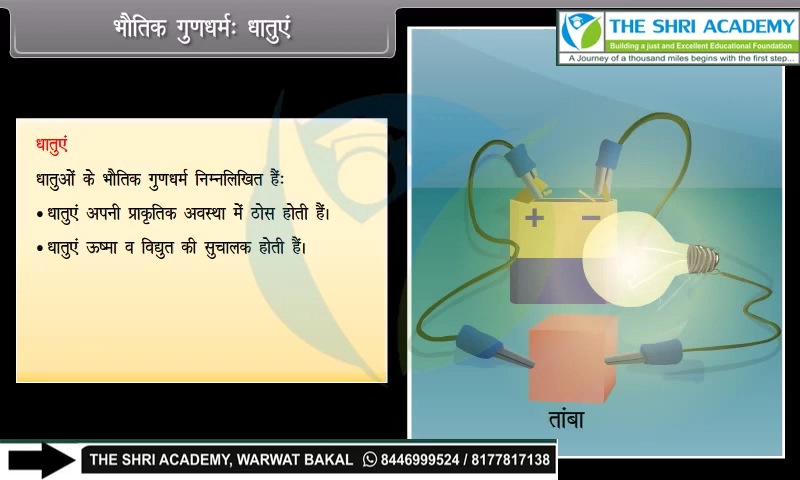 भौतिक गुणधर्मः धातुएं
THE SHRI ACADEMY
Building a just and Excellent Educational Foundation
A Journey of a thousand miles begins with the first step...
धातुएं
धातुओं के भौतिक गुणधर्म निम्नलिखित हैंः
• धातुएं अपनी प्राकृतिक अवस्था में ठोस होती हैं।
• धातुएं ऊष्मा व विद्युत की सुचालक होती हैं।
+ −
तांबा
THE SHRI ACADEMY, WARWAT BAKAL 8446999524 / 8177817138